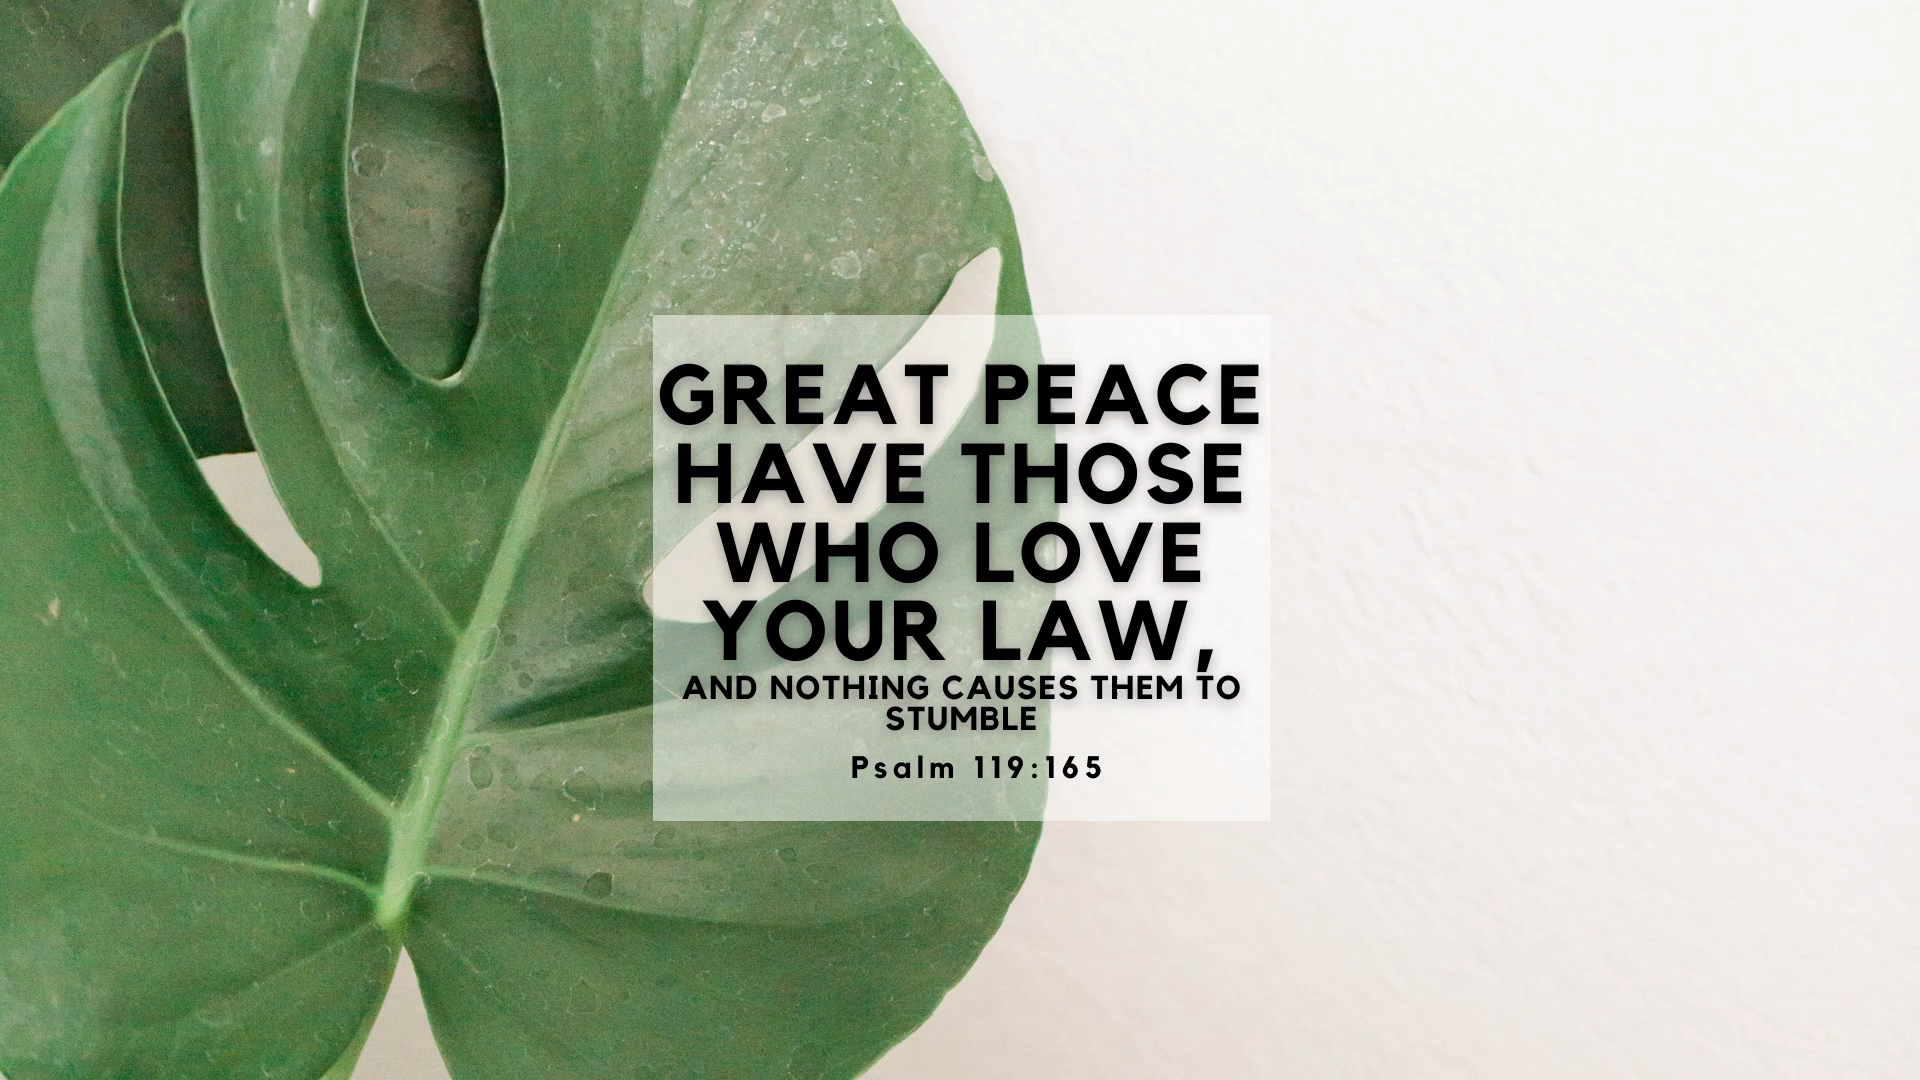 GREAT PEACE
HAVE THOSE
WHO LOVE
YOUR LAW,
AND NOTHING CAUSES THEM TO
STUMBLE
Psalm 119:165